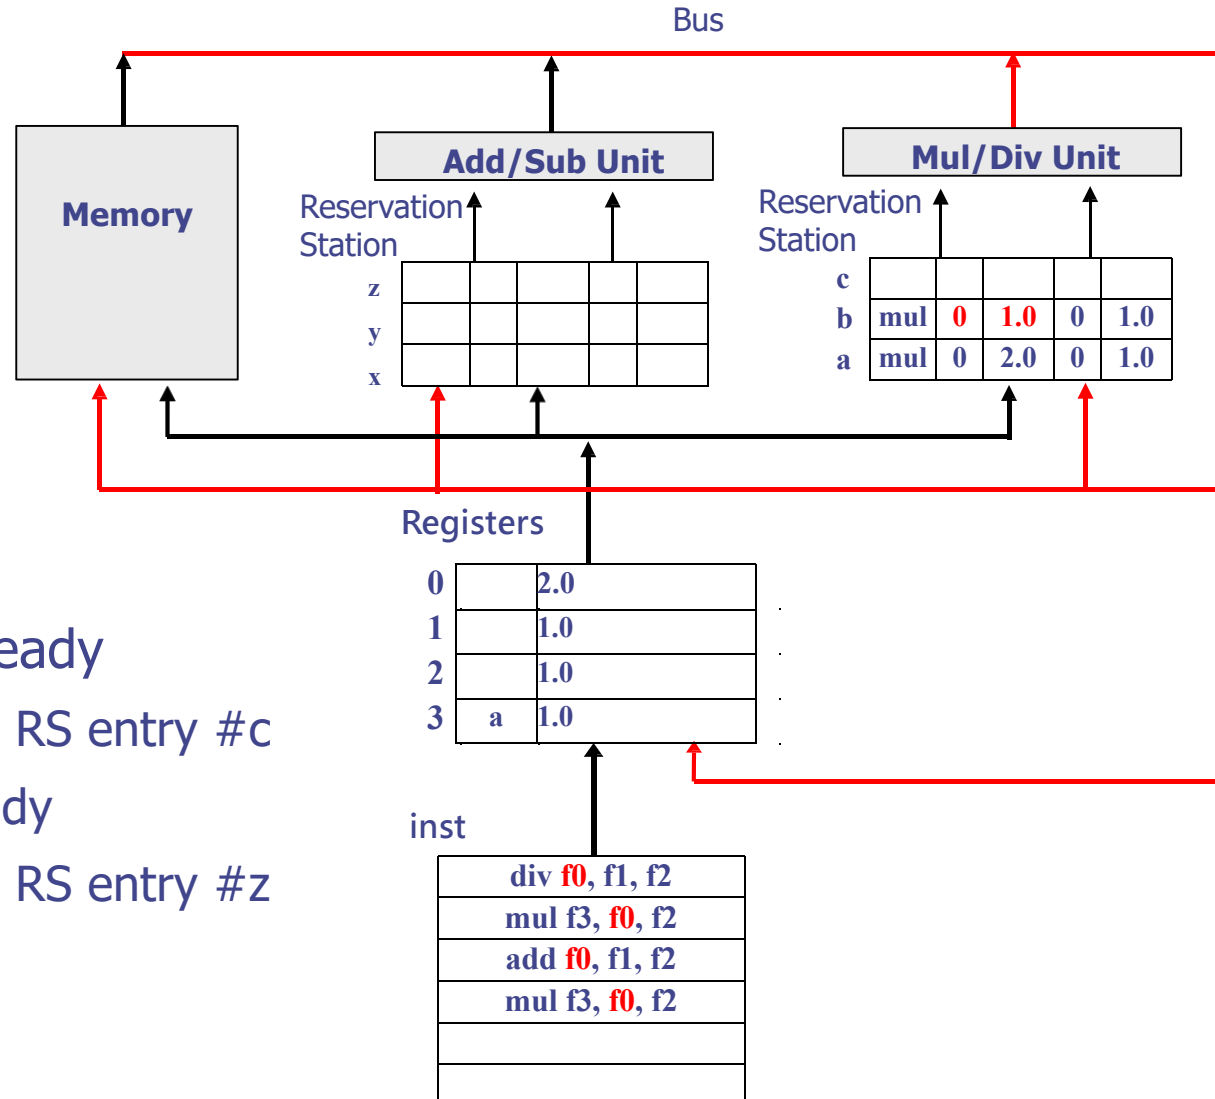 Bus
Memory
Add/Sub Unit
Mul/Div Unit
Reservation
Station
z
y
x
Reservation
Station
c
b mul 0 1.0 0 1.0
a mul 0 2.0 0 1.0
Registers
0 2.0
1 1.0
2 1.0
3 a 1.0
eady
RS entry #c
dy
RS entry #z
inst
div f0, f1, f2
mul f3, f0, f2
add f0, f1, f2
mul f3, f0, f2